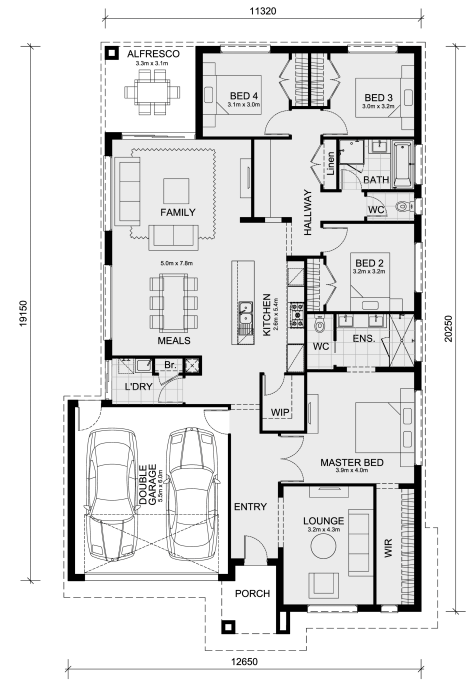 11320
ALFRESCO
3.3m x 3.1m
BED 4
3.1m x 3.0m
BED 3
3.0m x 3.2m
Linen
BATH
WC
FAMILY
HALLWAY
5.0m x 7.8m
BED 2
3.2m x 3.2m
19150
20250
KITCHEN
2.6m x 5.4m
MEALS
WC
ENS.
Br.
L'DRY
WIP
MASTER BED
3.9m x 4.0m
DOUBLE
GARAGE
5.5m x 6.0m
ENTRY
LOUNGE
3.2m x 4.3m
WIR
PORCH
12650